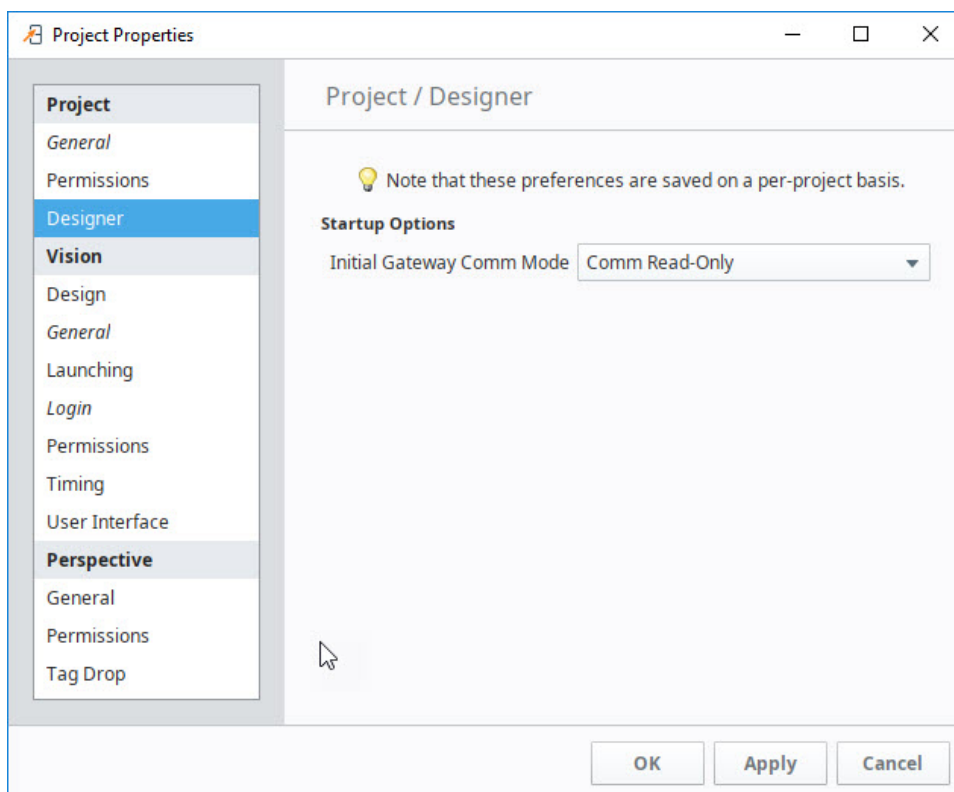 Project Properties
Project
General
Permissions
Designer
Vision
Design
General
Launching
Login
Permissions
Timing
User Interface
Perspective
General
Permissions
Tag Drop
Project / Designer
Note that these preferences are saved on a per-project basis.
Startup Options
Initial Gateway Comm Mode Comm Read-Only
OK Apply Cancel